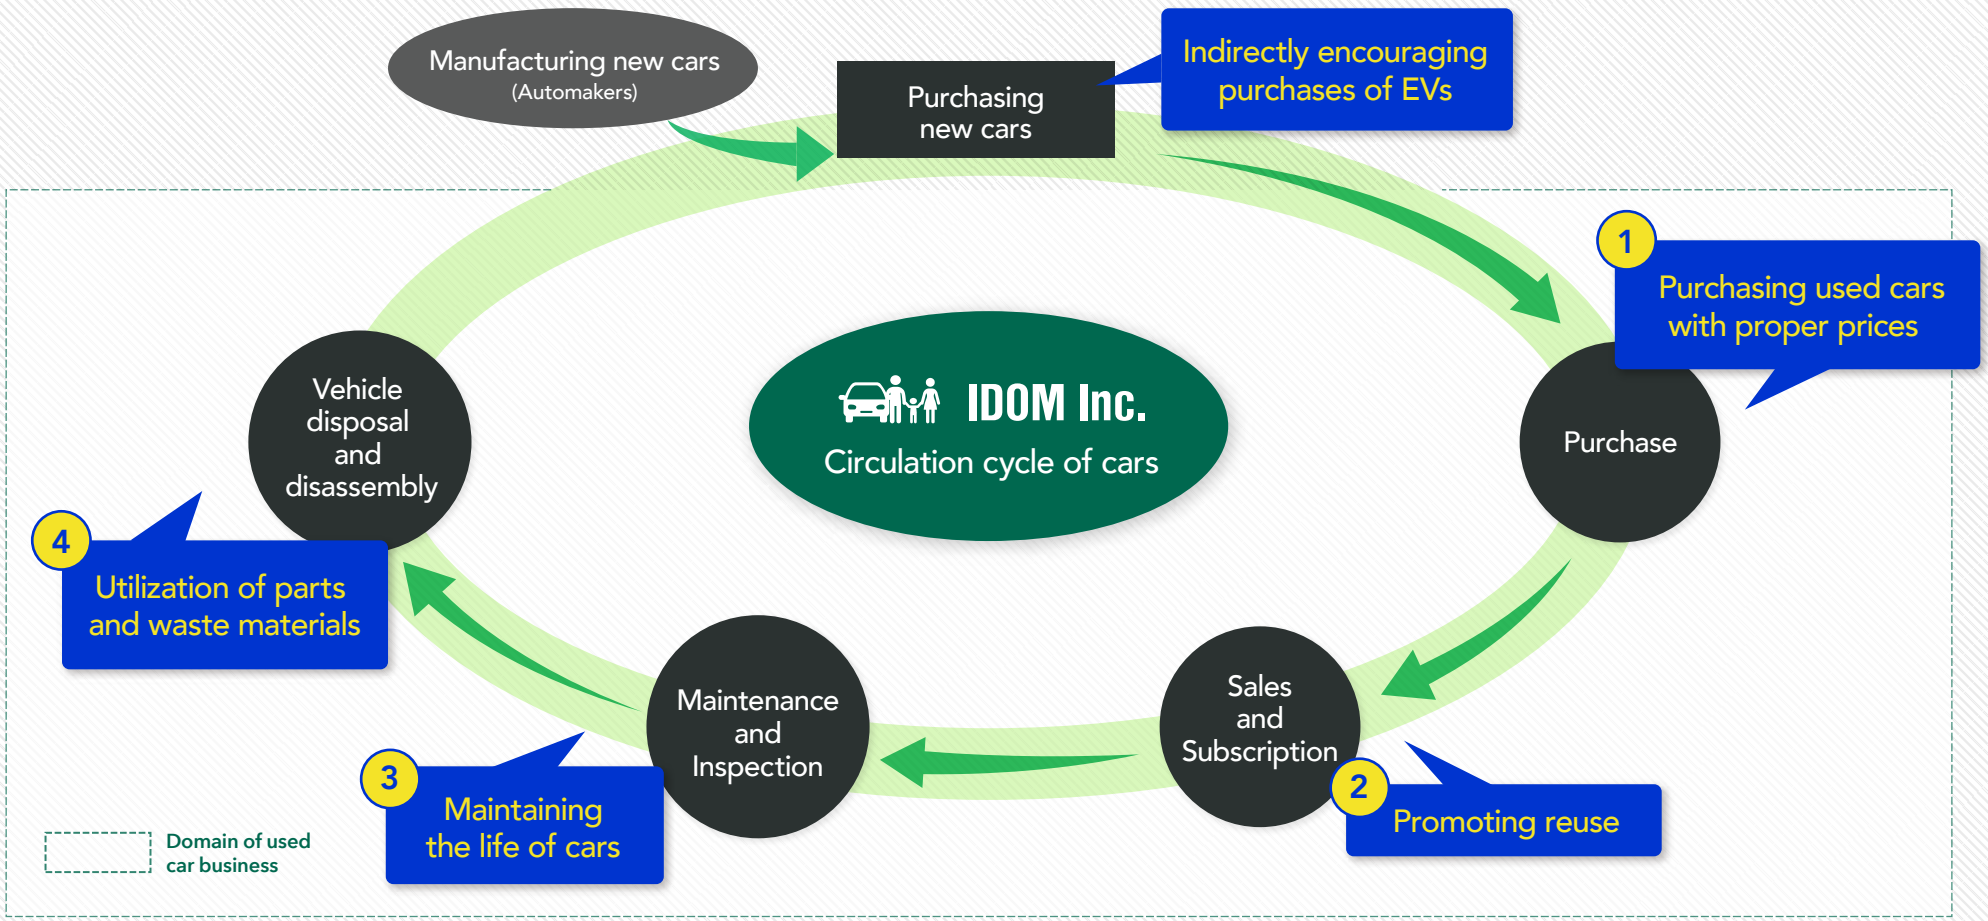 Manufacturing new cars
(Automakers)
Purchasing
new cars
Indirectly encouraging
purchases of EVs
1
Purchasing used cars
with proper prices
Purchase
IDOM Inc.
Circulation cycle of cars
Vehicle
disposal
and
disassembly
4
Utilization of parts
and waste materials
Maintenance
and
Inspection
3
Maintaining
the life of cars
Sales
and
Subscription
2
Promoting reuse
Domain of used
car business